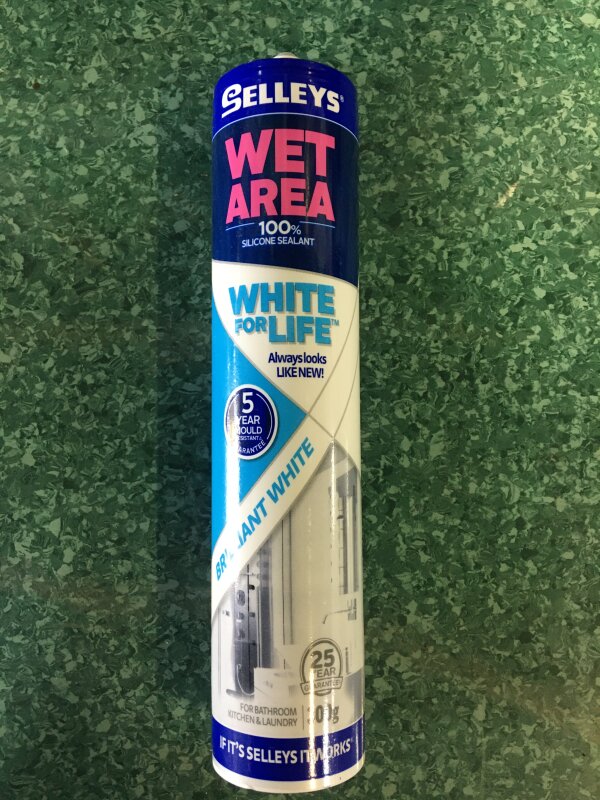 SELLEYS®
WET
AREA
100%
SILICONE SEALANT
WHITE
FOR LIFE™
Always looks
LIKE NEW!
5
YEAR
MOULD
RESISTANT
GUARANTEE
BRILLIANT WHITE
25
YEAR
GUARANTEE
FOR BATHROOM
KITCHEN & LAUNDRY
300g
IF IT'S SELLEYS IT WORKS®